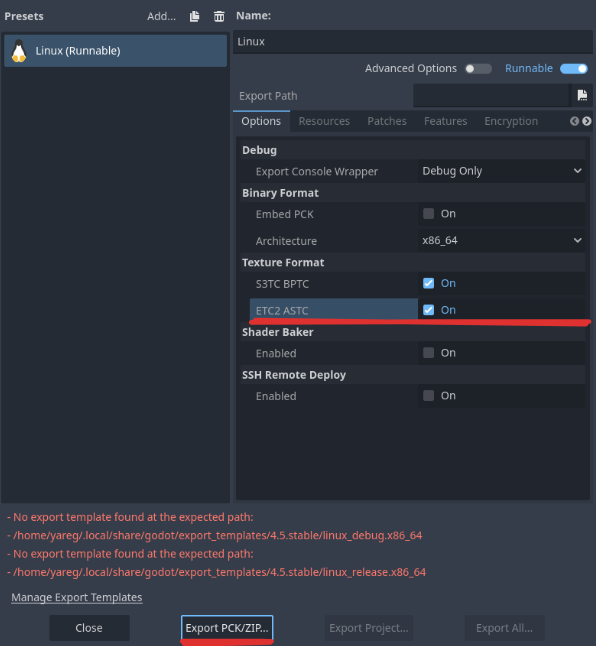 Presets
Add...
Name:
Linux (Runnable)
Linux
Advanced Options
Runnable
Export Path
Options Resources Patches Features Encryption
Debug
Export Console Wrapper Debug Only
Binary Format
Embed PCK On
Architecture x86_64
Texture Format
S3TC BPTC On
ETC2 ASTC On
Shader Baker
Enabled On
SSH Remote Deploy
Enabled On
- No export template found at the expected path:
- /home/yareg/.local/share/godot/export_templates/4.5.stable/linux_debug.x86_64
- No export template found at the expected path:
- /home/yareg/.local/share/godot/export_templates/4.5.stable/linux_release.x86_64
Manage Export Templates
Close Export PCK/ZIP... Export Project... Export All...